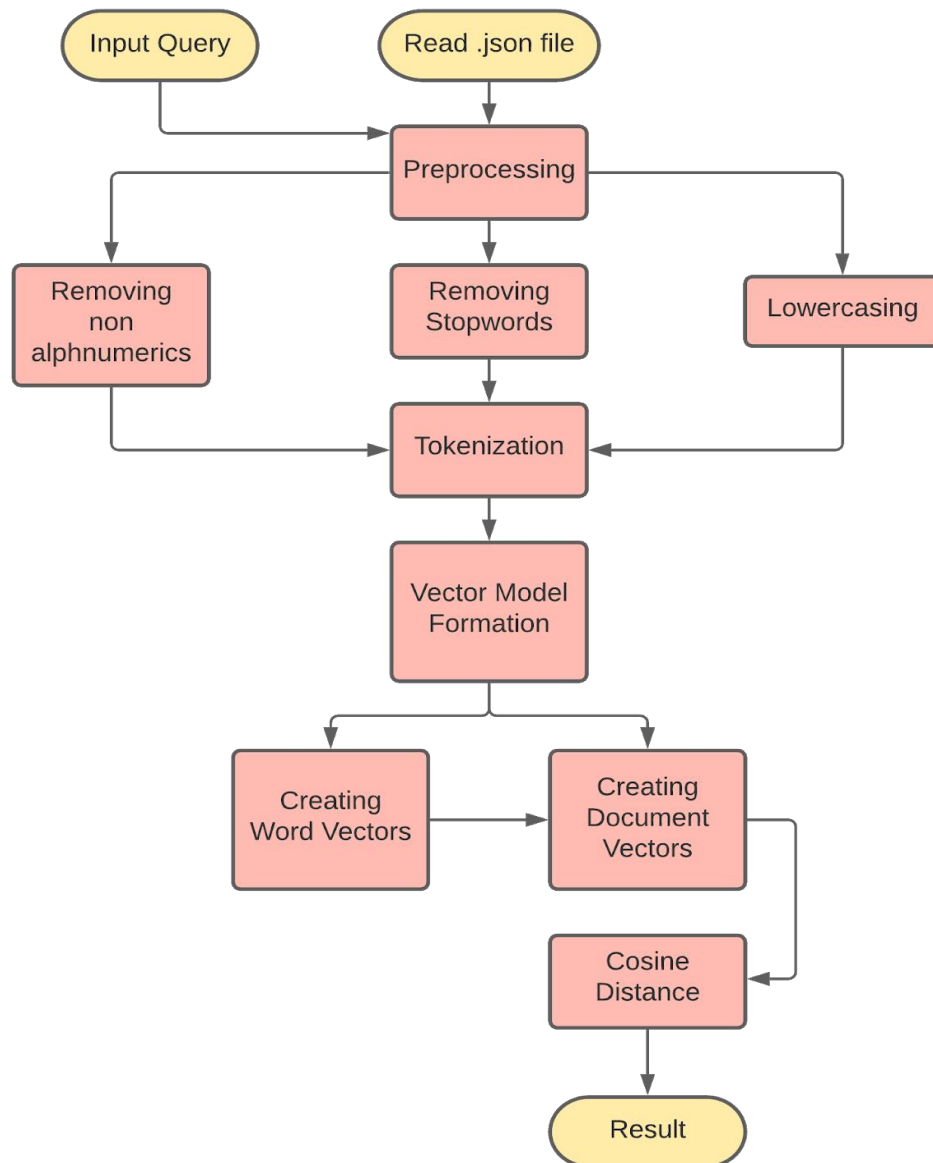 Input Query
Read .json file
Preprocessing
Removing
non
alphnumerics
Removing
Stopwords
Lowercasing
Tokenization
Vector Model
Formation
Creating
Word Vectors
Creating
Document
Vectors
Cosine
Distance
Result